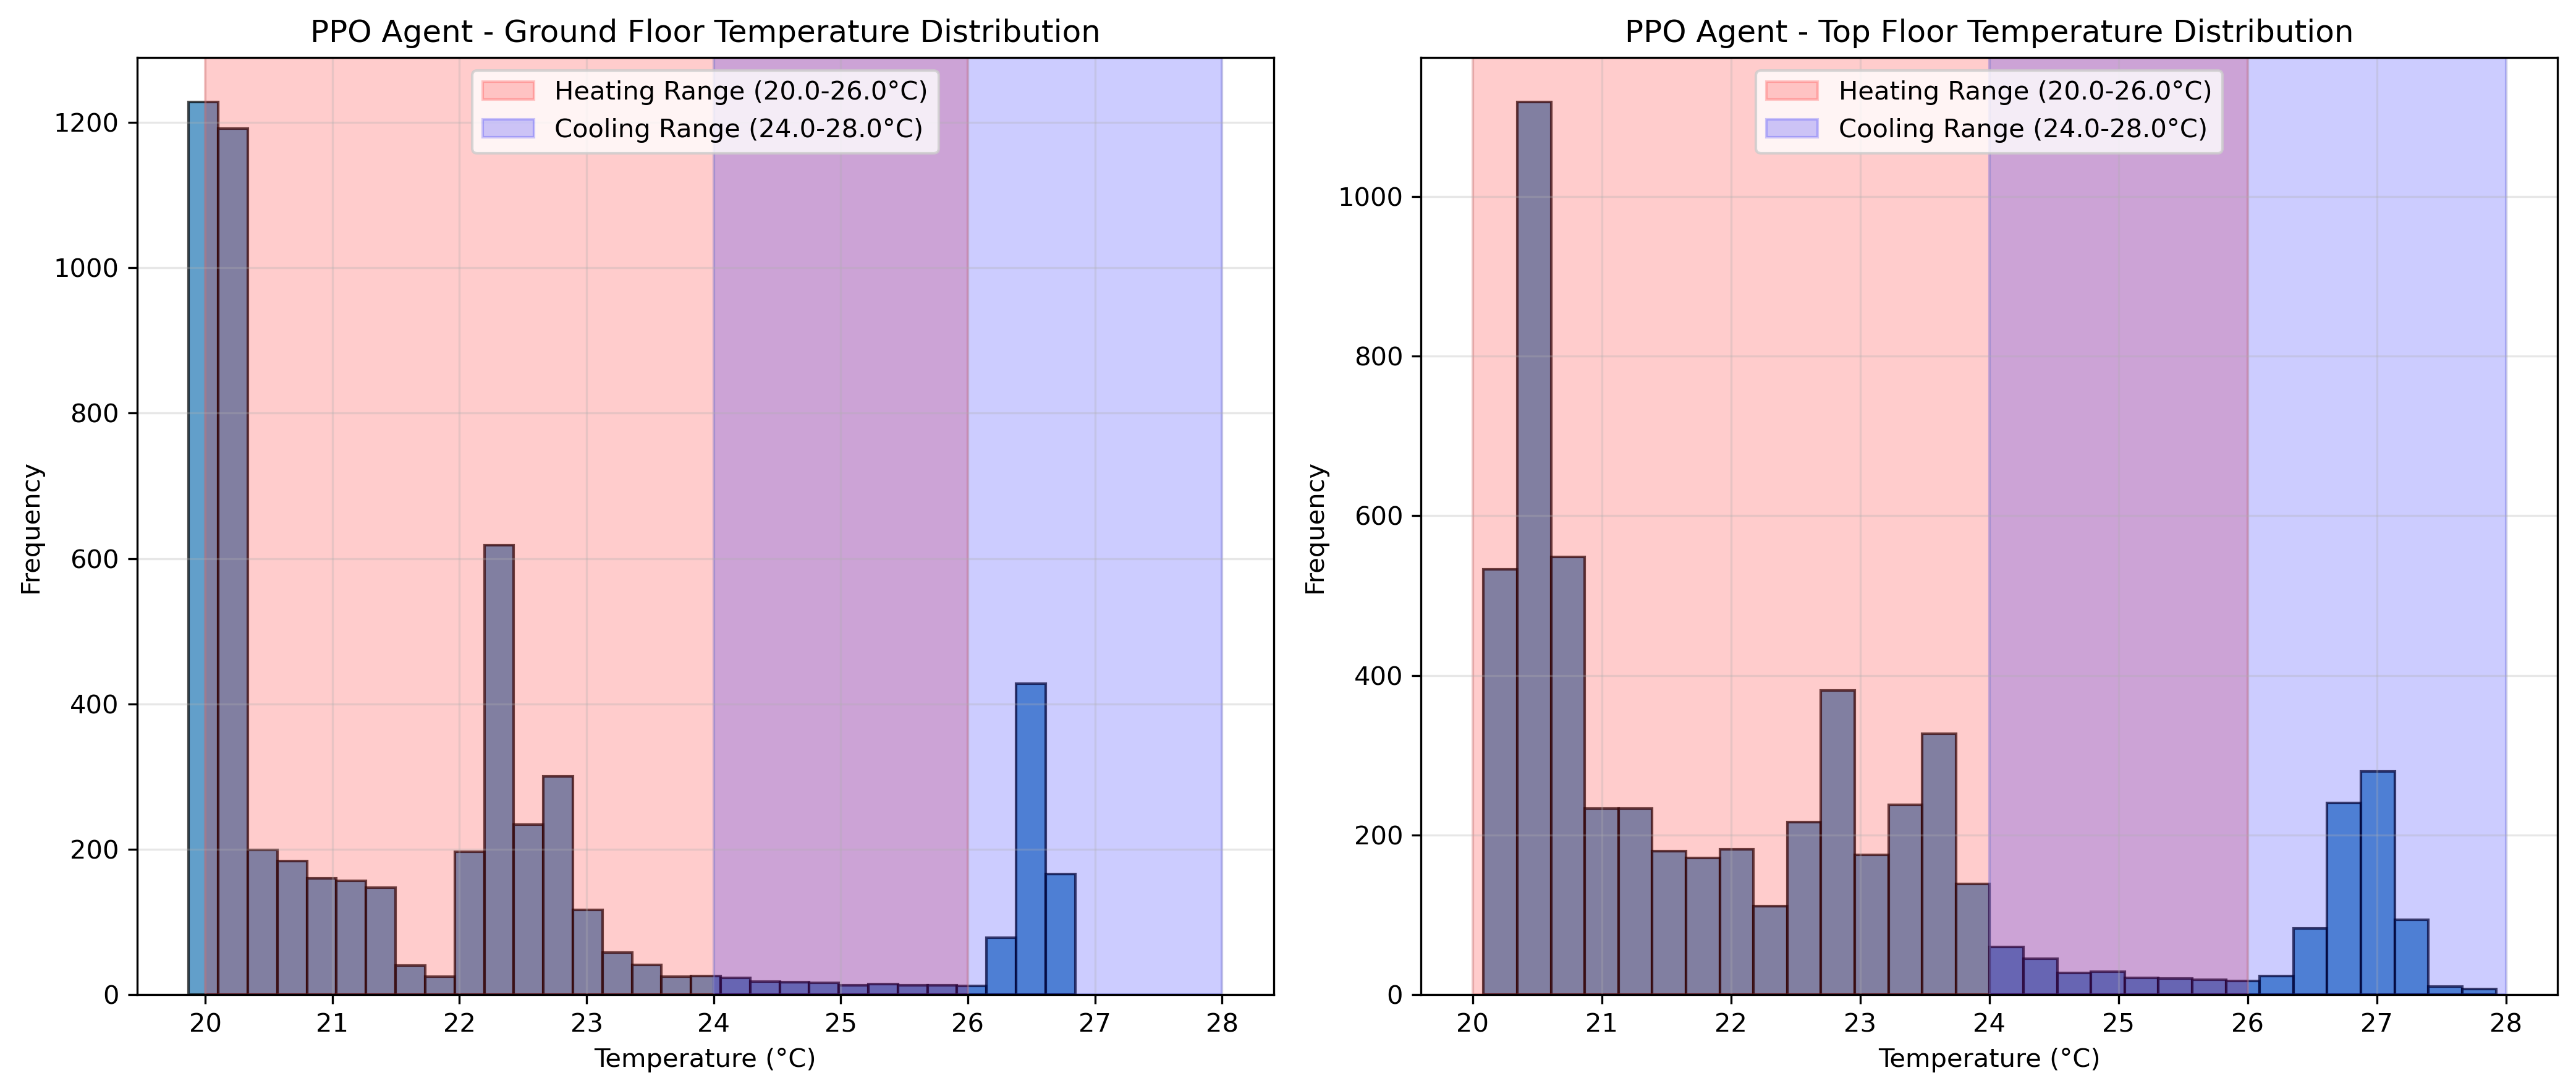 PPO Agent - Ground Floor Temperature Distribution
Heating Range (20.0-26.0°C)
Cooling Range (24.0-28.0°C)
1200
1000
800
600
400
200
0
Frequency
20 21 22 23 24 25 26 27 28
Temperature (°C)
PPO Agent - Top Floor Temperature Distribution
Heating Range (20.0-26.0°C)
Cooling Range (24.0-28.0°C)
1000
800
600
400
200
0
Frequency
20 21 22 23 24 25 26 27 28
Temperature (°C)